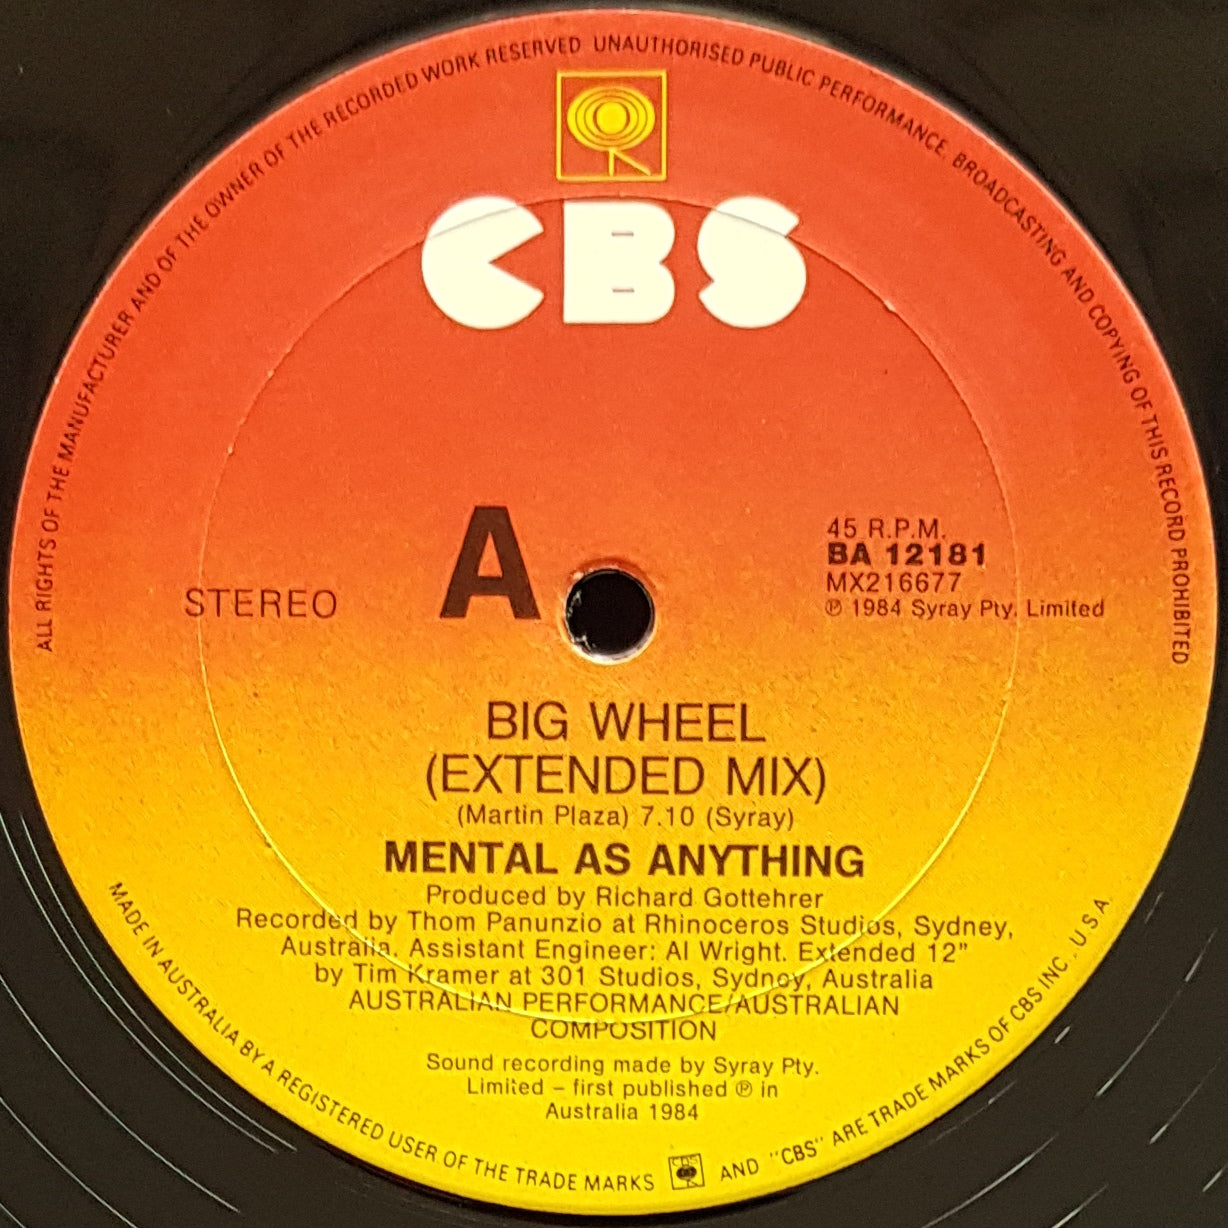 ALL RIGHTS OF THE MANUFACTURER AND OF THE OWNER OF THE RECORDED WORK RESERVED UNAUTHORISED PUBLIC PERFORMANCE. BROADCASTING AND COPYING OF THIS RECORD PROHIBITED
CBS
STEREO
A
45 R.P.M.
BA 12181
MX216677
℗ 1984 Syray Pty. Limited
BIG WHEEL
(EXTENDED MIX)
(Martin Plaza) 7.10 (Syray)
MENTAL AS ANYTHING
Produced by Richard Gottehrer
Recorded by Thom Panunzio at Rhinoceros Studios, Sydney,
Australia. Assistant Engineer: Al Wright. Extended 12"
by Tim Kramer at 301 Studios, Sydney, Australia
AUSTRALIAN PERFORMANCE/AUSTRALIAN
COMPOSITION
Sound recording made by Syray Pty.
Limited – first published ℗ in
Australia 1984
MADE IN AUSTRALIA BY A REGISTERED USER OF THE TRADE MARKS CBS AND "CBS" ARE TRADE MARKS OF CBS INC., U.S.A.